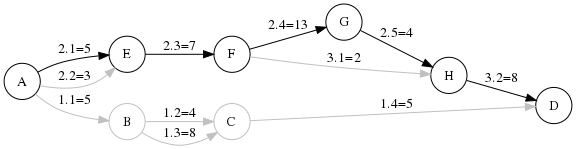 G
2.4=13
2.5=4
2.1=5
E
2.3=7
F
3.1=2
2.2=3
H
A
3.2=8
1.1=5
D
B
1.2=4
C
1.4=5
1.3=8